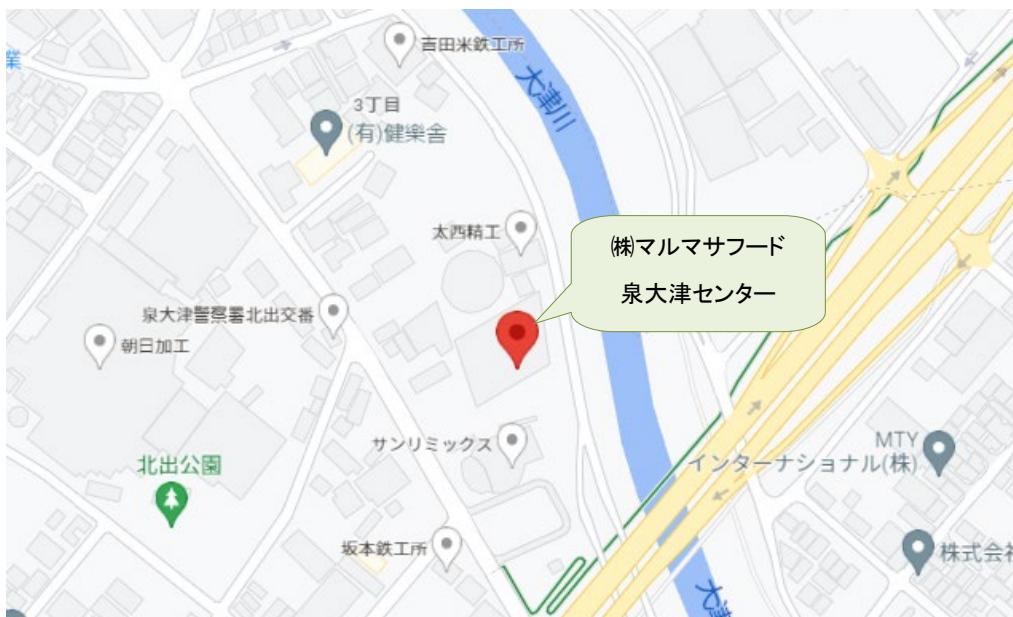 業
吉田米鉄工所
大津川
3丁目
(有)健樂舎
太西精工
㈱マルマサフード
泉大津センター
泉大津警察署北出交番
朝日加工
サンリミックス
MTY
インターナショナル(株)
北出公園
坂本鉄工所
株式会社
大津